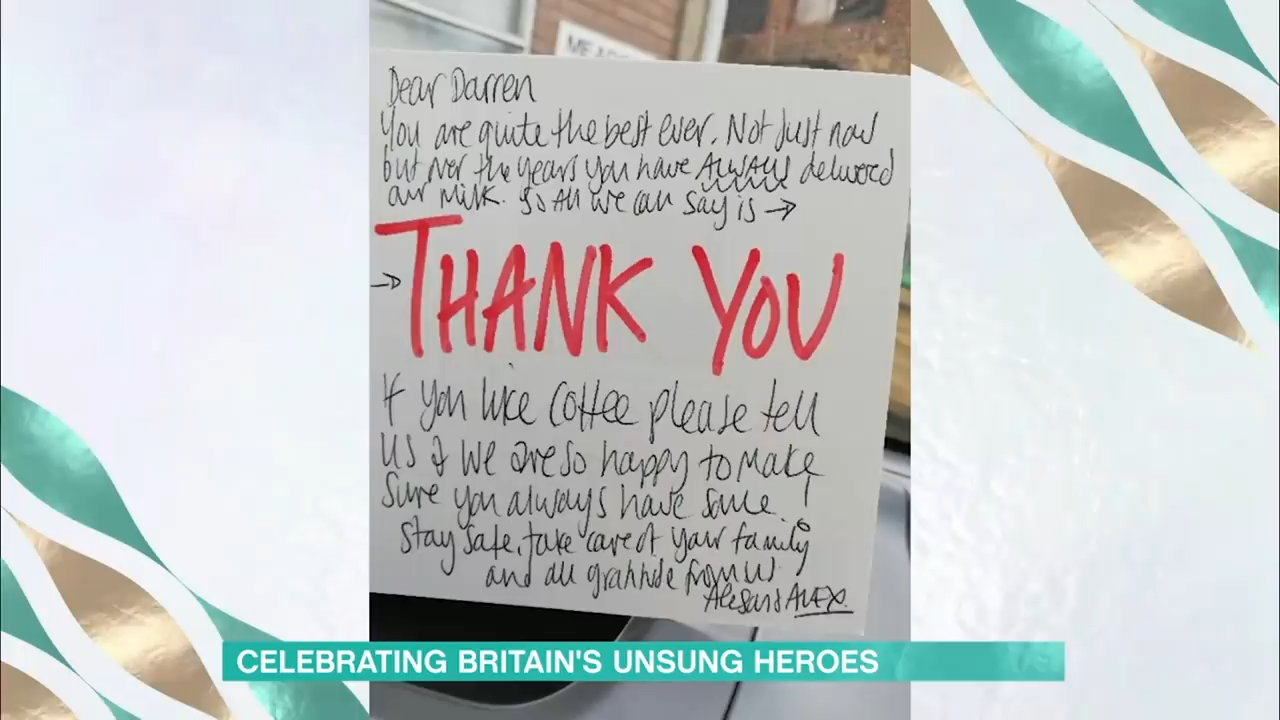 MEADO
Dear Darren
You are quite the best ever. Not just now
but over the years you have ALWAYS delivered
our milk. So All we can say is →
→ THANK YOU
If you like Coffee please tell
us & we are so happy to make
sure you always have some!
Stay safe, take care of your family
and all gratitude from us
ALEX
CELEBRATING BRITAIN'S UNSUNG HEROES